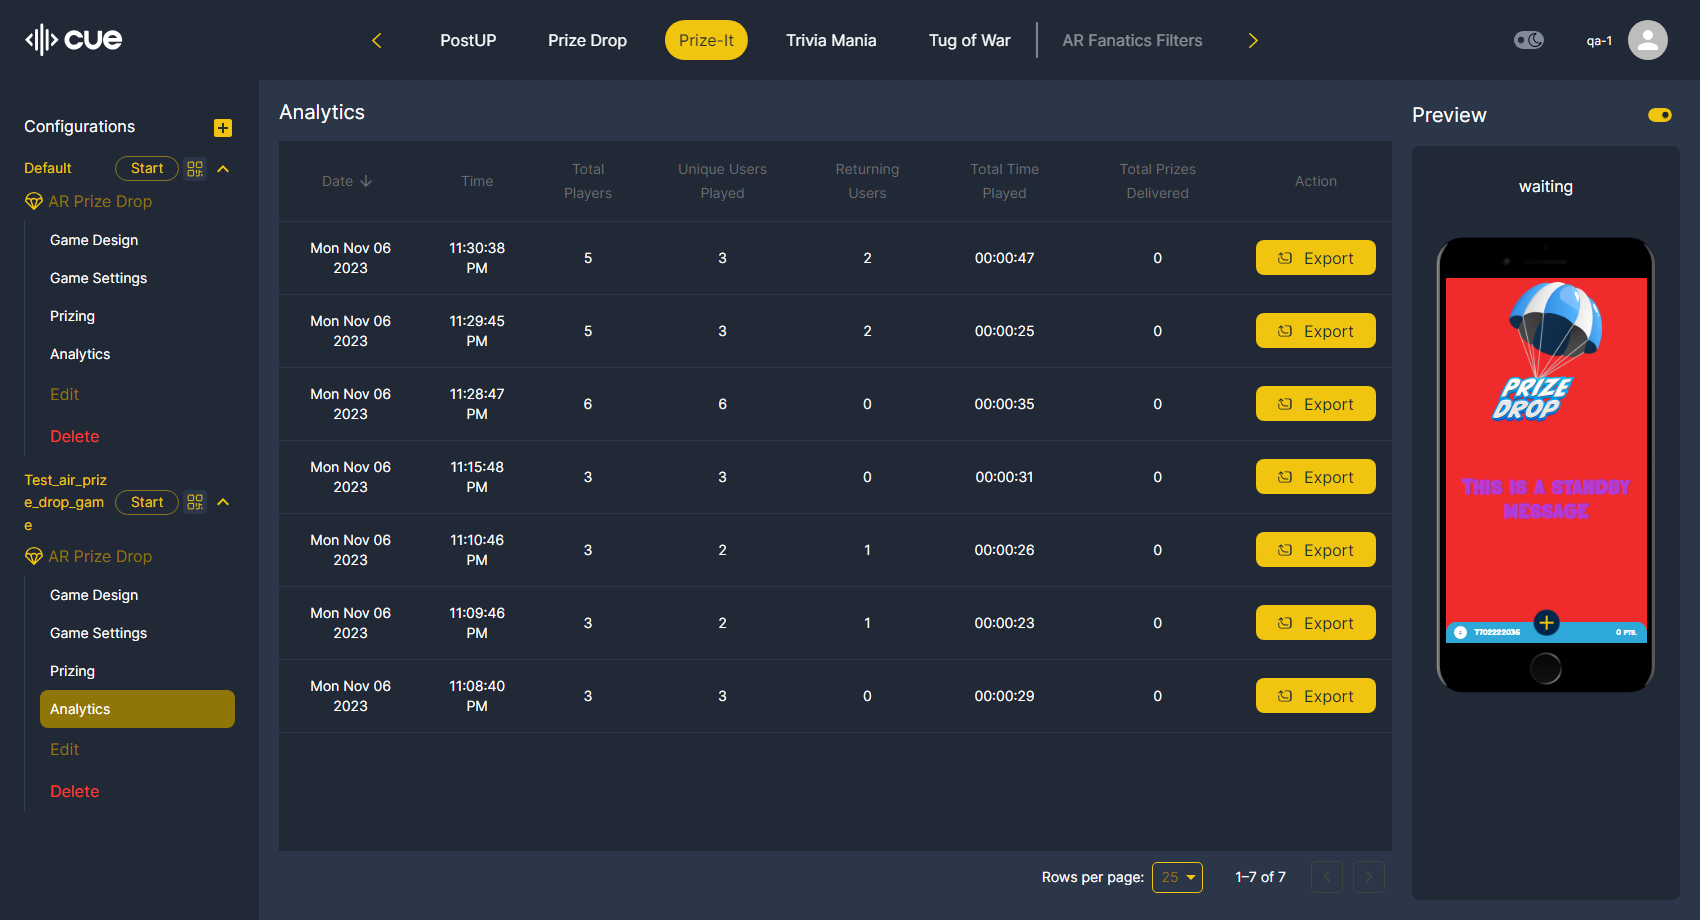 cue
PostUP
Prize Drop
Prize-It
Trivia Mania
Tug of War
AR Fanatics Filters
qa-1
Configurations
Default
Start
AR Prize Drop
Game Design
Game Settings
Prizing
Analytics
Edit
Delete
Test_air_priz
e_drop_gam
e
Start
AR Prize Drop
Game Design
Game Settings
Prizing
Analytics
Edit
Delete
Analytics
Date
Time
Total
Players
Unique Users
Played
Returning
Users
Total Time
Played
Total Prizes
Delivered
Action
Mon Nov 06
2023
11:30:38
PM
5
3
2
00:00:47
0
Export
Mon Nov 06
2023
11:29:45
PM
5
3
2
00:00:25
0
Export
Mon Nov 06
2023
11:28:47
PM
6
6
0
00:00:35
0
Export
Mon Nov 06
2023
11:15:48
PM
3
3
0
00:00:31
0
Export
Mon Nov 06
2023
11:10:46
PM
3
2
1
00:00:26
0
Export
Mon Nov 06
2023
11:09:46
PM
3
2
1
00:00:23
0
Export
Mon Nov 06
2023
11:08:40
PM
3
3
0
00:00:29
0
Export
Rows per page:
25
1–7 of 7
Preview
waiting
PRIZE
DROP
THIS IS A STANDBY
MESSAGE
7702222036
0 PTS.